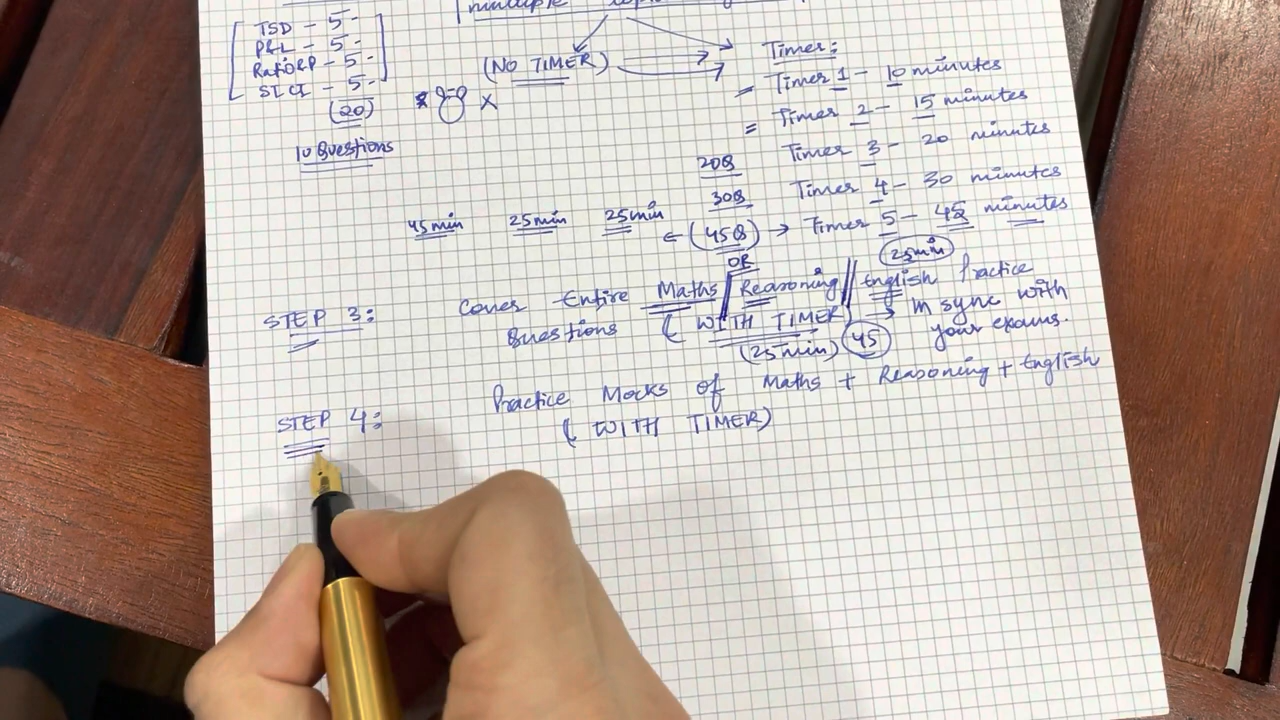 multiple
TSD - 5 -
P&L - 5 -
Ratio&P - 5 -
SICI - 5 -
(20)
10 Questions
(NO TIMER)
Timer:
= Timer 1 - 10 minutes
= Timer 2 - 15 minutes
20Q Timer 3 - 20 minutes
30Q Timer 4 - 30 minutes
45min 25min 25min ← (45Q) → Timer 5 - 45 minutes
OR (25min)
STEP 3: Cover Entire Maths / Reasoning // English Practice
Questions (WITH TIMER) → in sync with
your exams.
(25min) 45
STEP 4: Practice Mocks of Maths + Reasoning + English
(WITH TIMER)